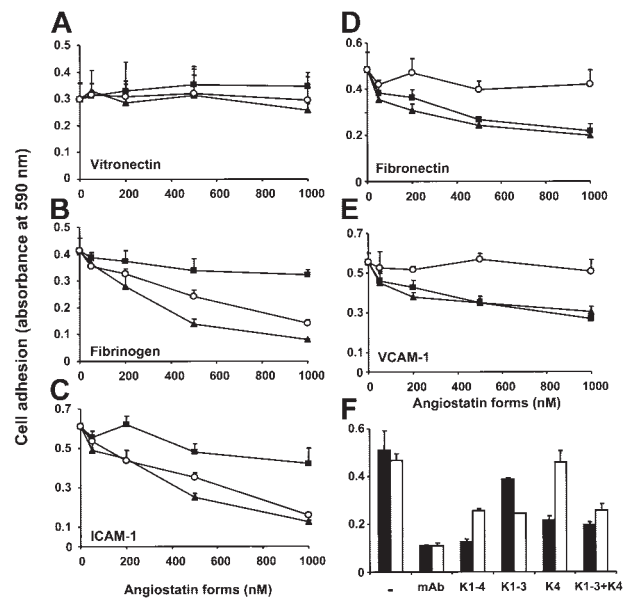 A
0.5
0.4
0.3
0.2
0.1
0
Vitronectin
0 200 400 600 800 1000
B
0.5
0.4
0.3
0.2
0.1
0
Fibrinogen
0 200 400 600 800 1000
C
0.7
0.5
0.3
0.1
0
ICAM-1
0 200 400 600 800 1000
Angiostatin forms (nM)
Cell adhesion (absorbance at 590 nm)
D
0.6
0.4
0.2
0
Fibronectin
0 200 400 600 800 1000
E
0.7
0.5
0.3
0.1
0
VCAM-1
0 200 400 600 800 1000
Angiostatin forms (nM)
F
0.6
0.4
0.2
0
- mAb K1-4 K1-3 K4 K1-3+K4